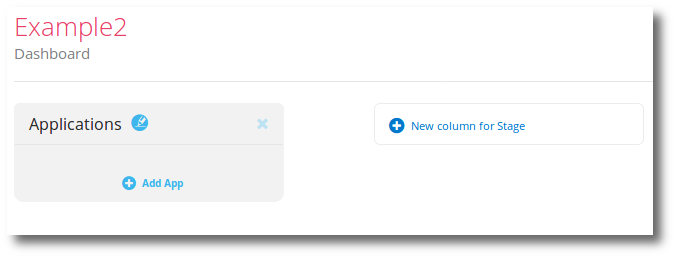 Example2
Dashboard
Applications
New column for Stage
Add App